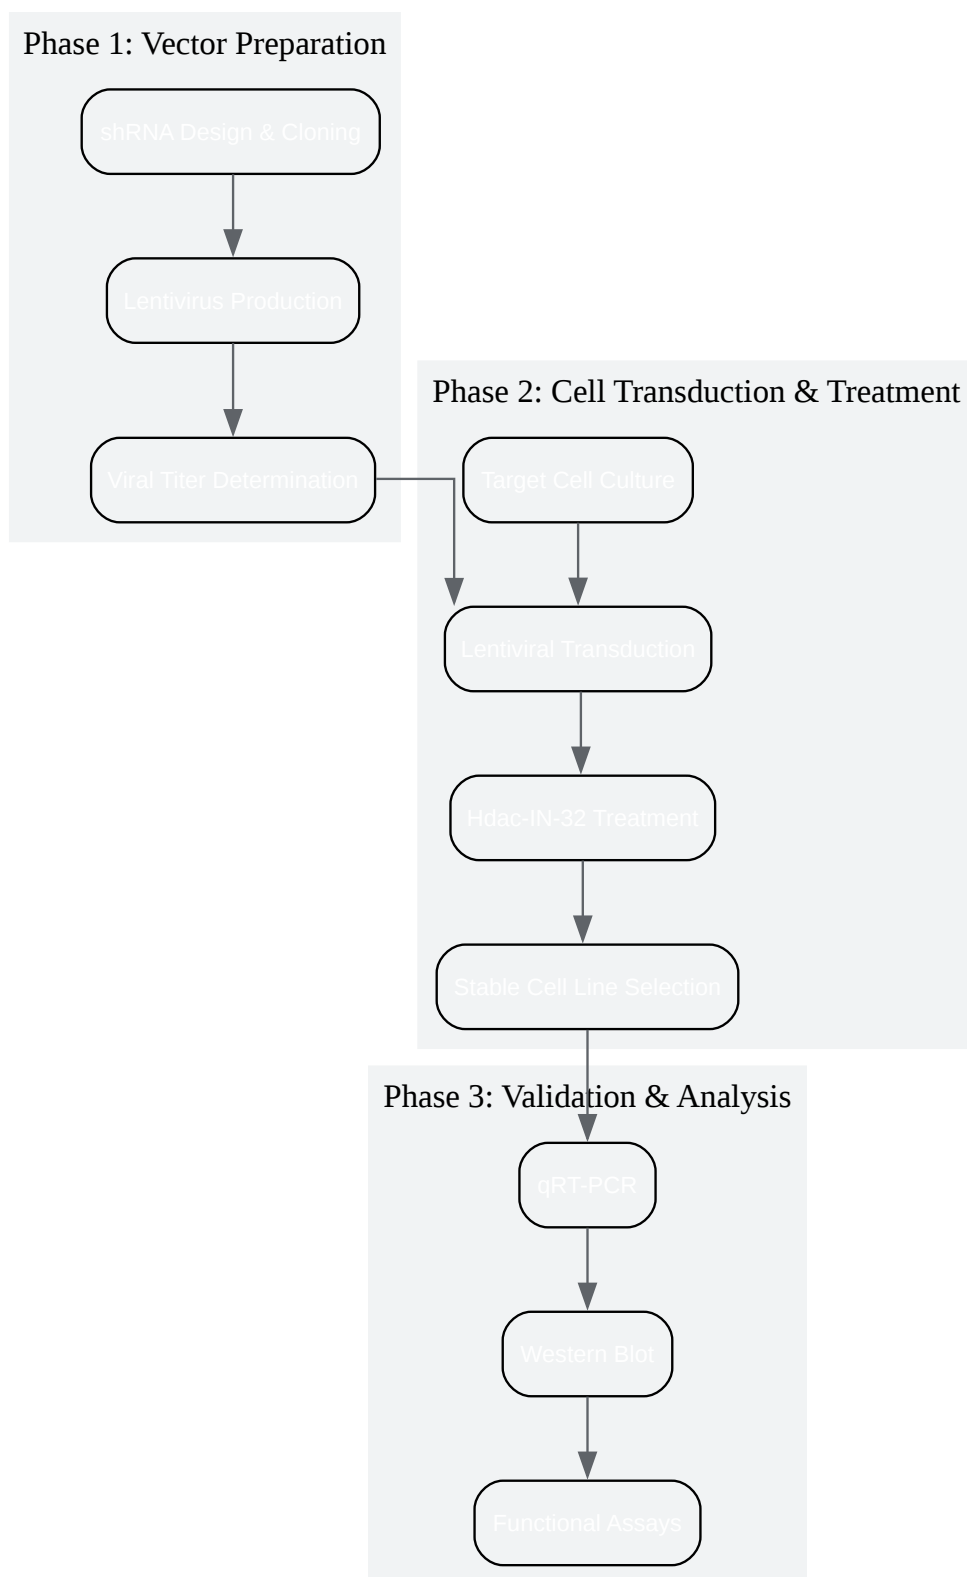 Phase 1: Vector Preparation
shRNA Design & Cloning
Lentivirus Production
Viral Titer Determination
Phase 2: Cell Transduction & Treatment
Target Cell Culture
Lentiviral Transduction
Hdac-IN-32 Treatment
Stable Cell Line Selection
Phase 3: Validation & Analysis
qRT-PCR
Western Blot
Functional Assays